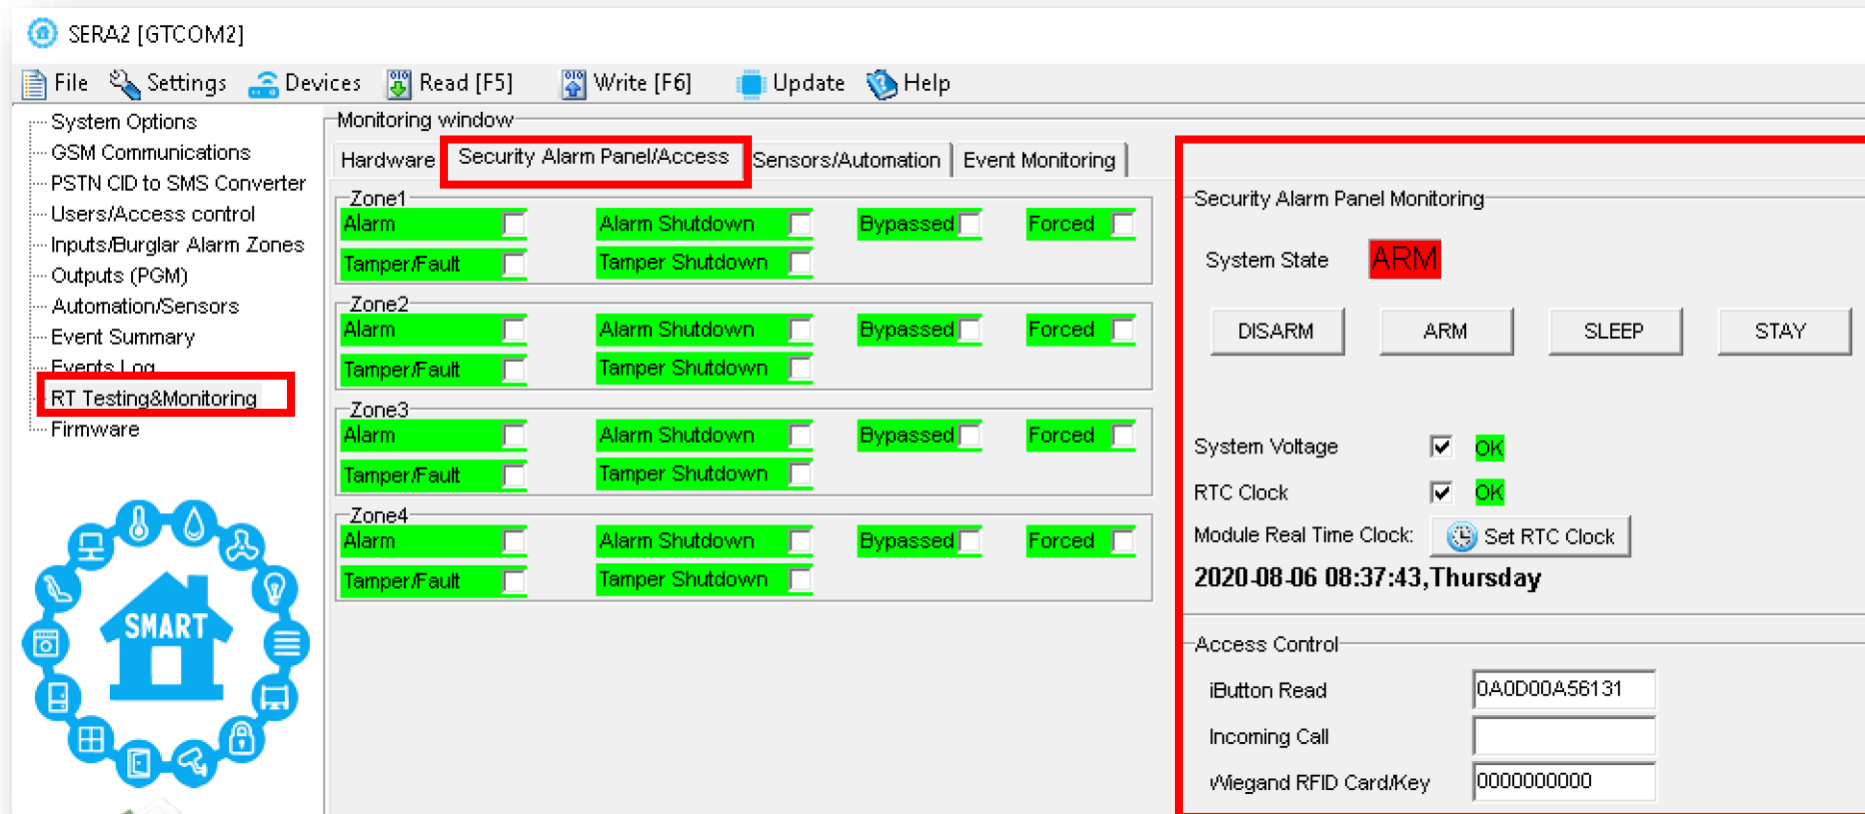 SERA2 [GTCOM2]
File Settings Devices Read [F5] Write [F6] Update Help
System Options
GSM Communications
PSTN CID to SMS Converter
Users/Access control
Inputs/Burglar Alarm Zones
Outputs (PGM)
Automation/Sensors
Event Summary
Events Log
RT Testing&Monitoring
Firmware
SMART
Monitoring window
Hardware Security Alarm Panel/Access Sensors/Automation Event Monitoring
Zone1
Alarm Alarm Shutdown Bypassed Forced
Tamper/Fault Tamper Shutdown
Zone2
Alarm Alarm Shutdown Bypassed Forced
Tamper/Fault Tamper Shutdown
Zone3
Alarm Alarm Shutdown Bypassed Forced
Tamper/Fault Tamper Shutdown
Zone4
Alarm Alarm Shutdown Bypassed Forced
Tamper/Fault Tamper Shutdown
Security Alarm Panel Monitoring
System State ARM
DISARM ARM SLEEP STAY
System Voltage OK
RTC Clock OK
Module Real Time Clock: Set RTC Clock
2020-08-06 08:37:43,Thursday
Access Control
iButton Read 0A0D00A56131
Incoming Call
Wiegand RFID Card/Key 0000000000